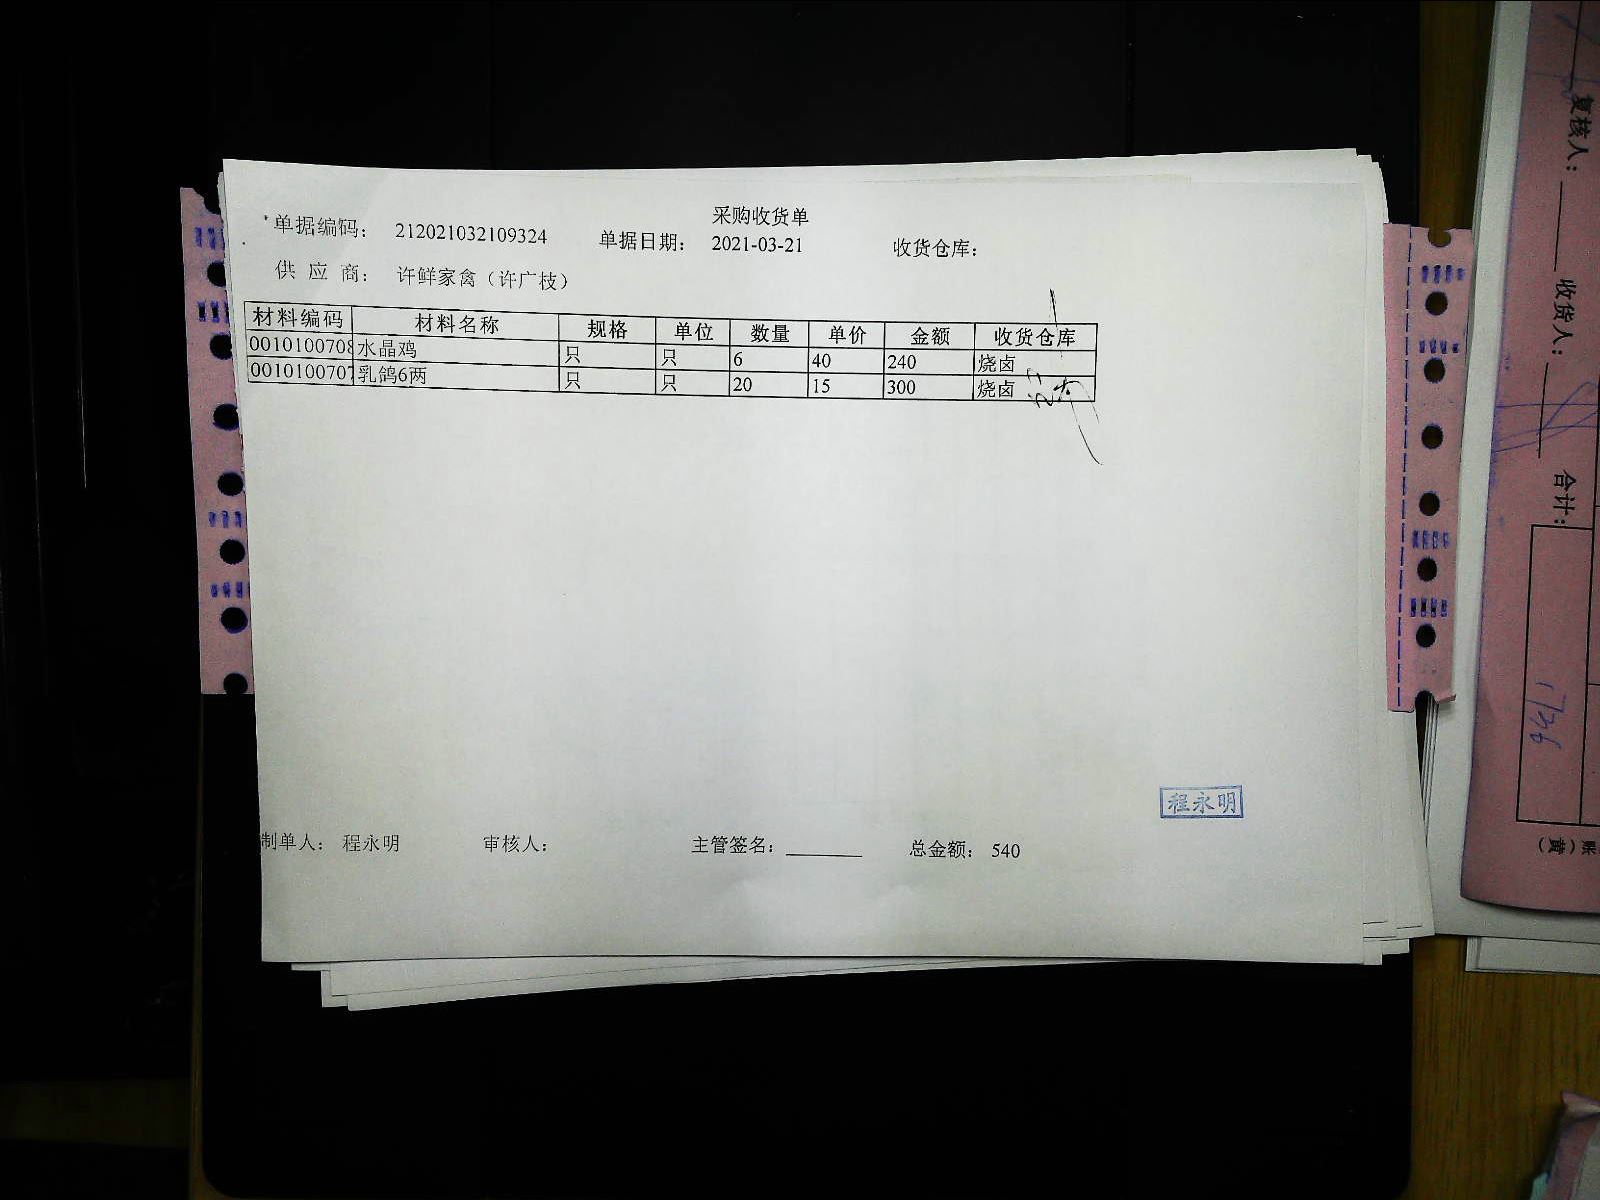 采购收货单
单据编码： 212021032109324 单据日期： 2021-03-21 收货仓库：
供 应 商： 许鲜家禽（许广枝）
材料编码 材料名称 规格 单位 数量 单价 金额 收货仓库
0010100708 水晶鸡 只 只 6 40 240 烧卤
0010100707 乳鸽6两 只 只 20 15 300 烧卤
程永明
制单人： 程永明 审核人： 主管签名： 总金额： 540
复核人：
收货人：
合计：
1736
账（黄）